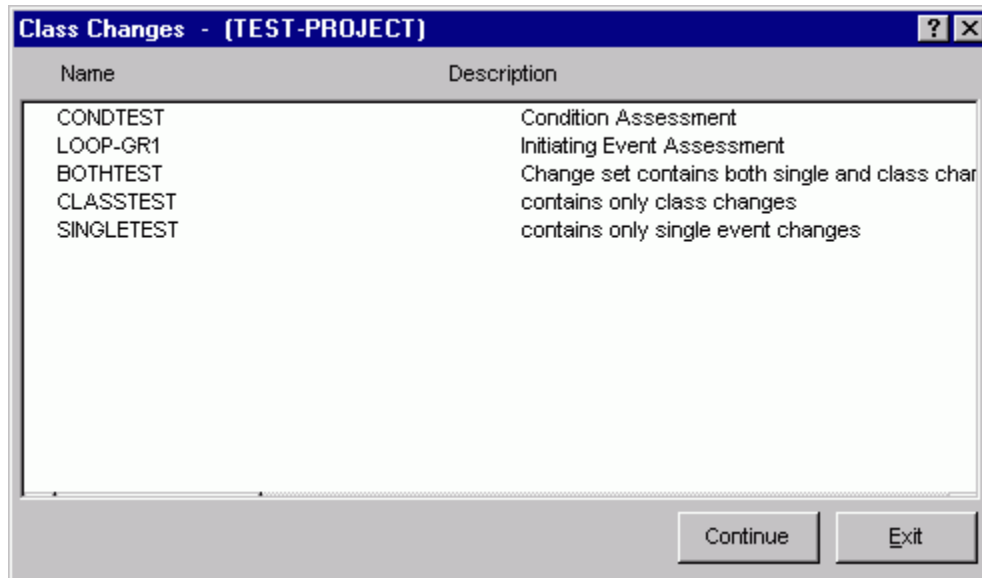 Class Changes - (TEST-PROJECT) ?
Name Description
CONDTEST Condition Assessment
LOOP-GR1 Initiating Event Assessment
BOTHTEST Change set contains both single and class char
CLASSTEST contains only class changes
SINGLETEST contains only single event changes
Continue Exit